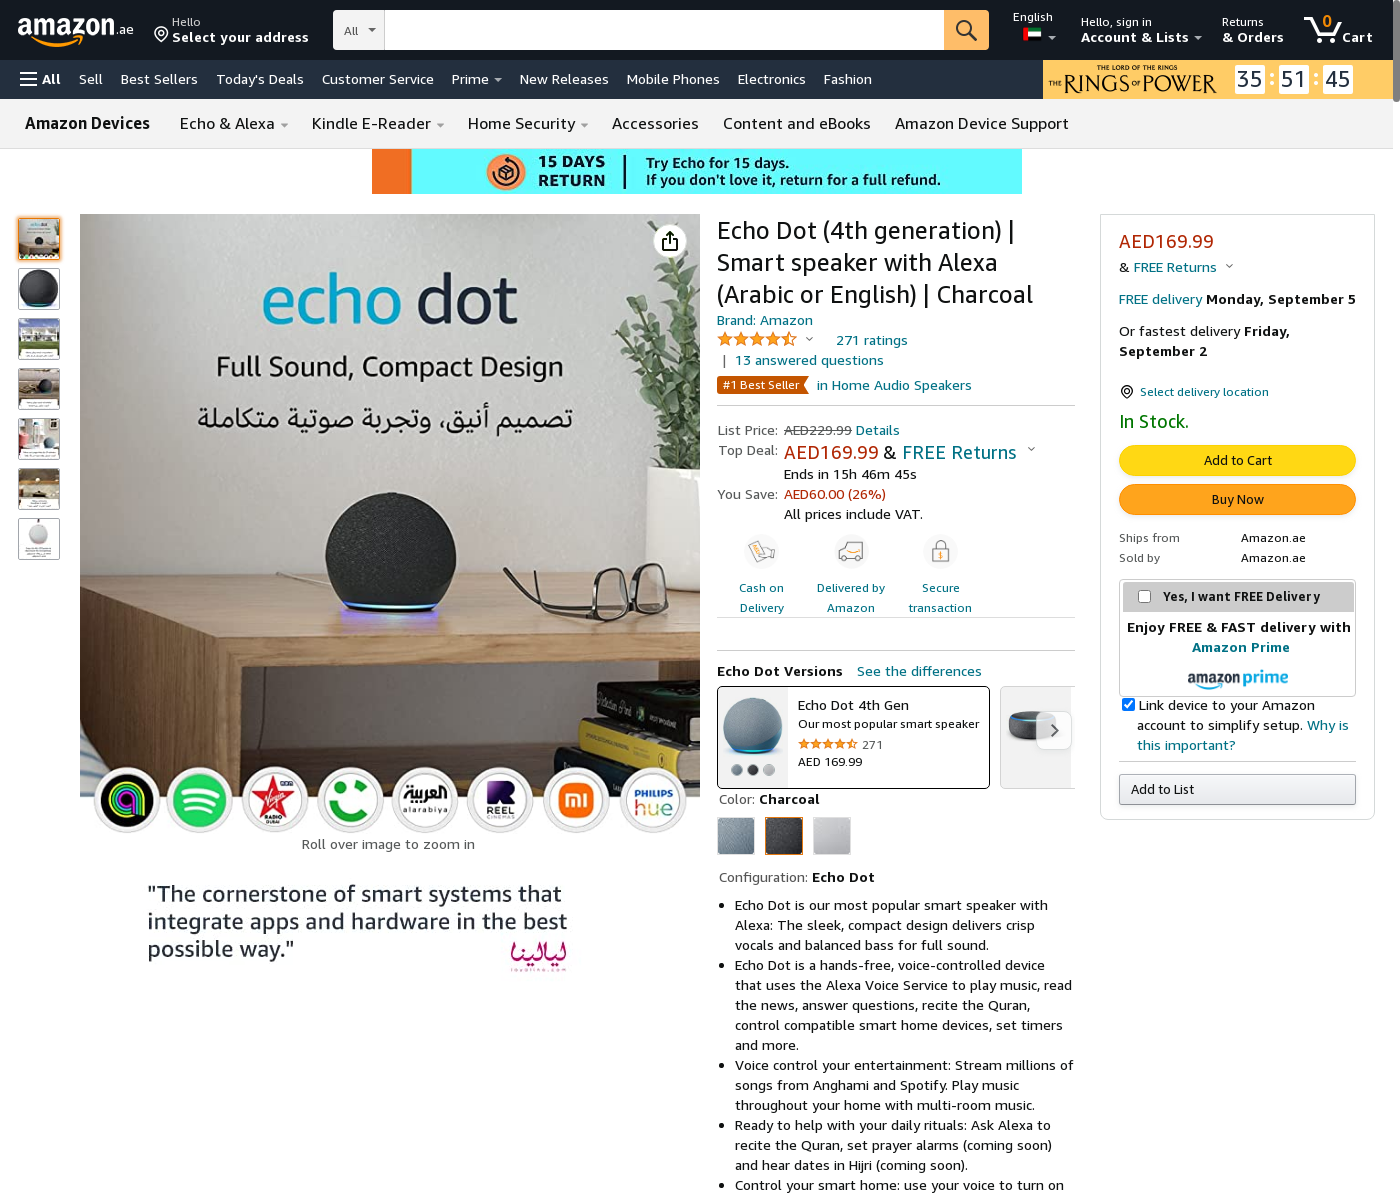 amazon.ae
Hello
Select your address
All
English
Hello, sign in
Account & Lists
Returns
& Orders
0
Cart
All
Sell
Best Sellers
Today's Deals
Customer Service
Prime
New Releases
Mobile Phones
Electronics
Fashion
THE LORD OF THE RINGS
THE RINGS OF POWER
35 : 51 : 45
Amazon Devices
Echo & Alexa
Kindle E-Reader
Home Security
Accessories
Content and eBooks
Amazon Device Support
15 DAYS
RETURN
Try Echo for 15 days.
If you don't love it, return for a full refund.
echo dot
Full Sound, Compact Design
تصميم أنيق، وتجربة صوتية متكاملة
Virgin
RADIO
DUBAI
العربية
alarabiya
REEL
CINEMAS
mi
PHILIPS
hue
Roll over image to zoom in
"The cornerstone of smart systems that
integrate apps and hardware in the best
possible way."
ليالينا
layalina.com
Echo Dot (4th generation) |
Smart speaker with Alexa
(Arabic or English) | Charcoal
Brand: Amazon
271 ratings
| 13 answered questions
#1 Best Seller in Home Audio Speakers
List Price: AED229.99 Details
Top Deal: AED169.99 & FREE Returns
Ends in 15h 46m 45s
You Save: AED60.00 (26%)
All prices include VAT.
Cash on
Delivery
Delivered by
Amazon
Secure
transaction
Echo Dot Versions See the differences
Echo Dot 4th Gen
Our most popular smart speaker
271
AED 169.99
Color: Charcoal
Configuration: Echo Dot
Echo Dot is our most popular smart speaker with
Alexa: The sleek, compact design delivers crisp
vocals and balanced bass for full sound.
Echo Dot is a hands-free, voice-controlled device
that uses the Alexa Voice Service to play music, read
the news, answer questions, recite the Quran,
control compatible smart home devices, set timers
and more.
Voice control your entertainment: Stream millions of
songs from Anghami and Spotify. Play music
throughout your home with multi-room music.
Ready to help with your daily rituals: Ask Alexa to
recite the Quran, set prayer alarms (coming soon)
and hear dates in Hijri (coming soon).
Control your smart home: use your voice to turn on
AED169.99
& FREE Returns
FREE delivery Monday, September 5
Or fastest delivery Friday,
September 2
Select delivery location
In Stock.
Add to Cart
Buy Now
Ships from Amazon.ae
Sold by Amazon.ae
Yes, I want FREE Delivery
Enjoy FREE & FAST delivery with
Amazon Prime
amazon prime
Link device to your Amazon
account to simplify setup. Why is
this important?
Add to List